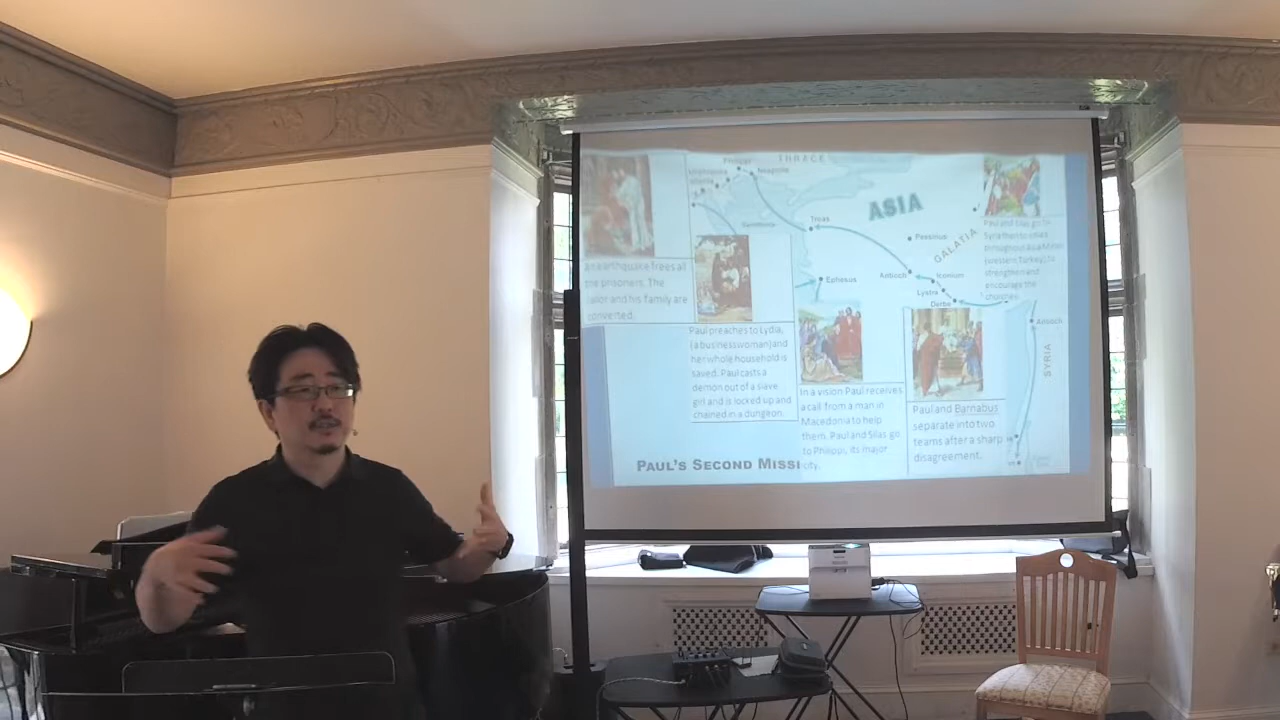 THRACE
Neapolis
ASIA
Troas
Pessinius
GALATIA
Antioch
Iconium
Lystra
Derbe
Ephesus
Antioch
SYRIA
an earthquake frees all
the prisoners. The
jailor and his family are
converted.
Paul preaches to Lydia,
(a businesswoman) and
her whole household is
saved. Paul casts a
demon out of a slave
girl and is locked up and
chained in a dungeon.
In a vision Paul receives
a call from a man in
Macedonia to help
them. Paul and Silas go
to Philippi, its major
city.
Paul and Barnabus
separate into two
teams after a sharp
disagreement.
Paul and Silas go to
Syria then to cities
throughout Asia Minor
(present Turkey), to
strengthen and
encourage the
churches.
PAUL'S SECOND MISSI